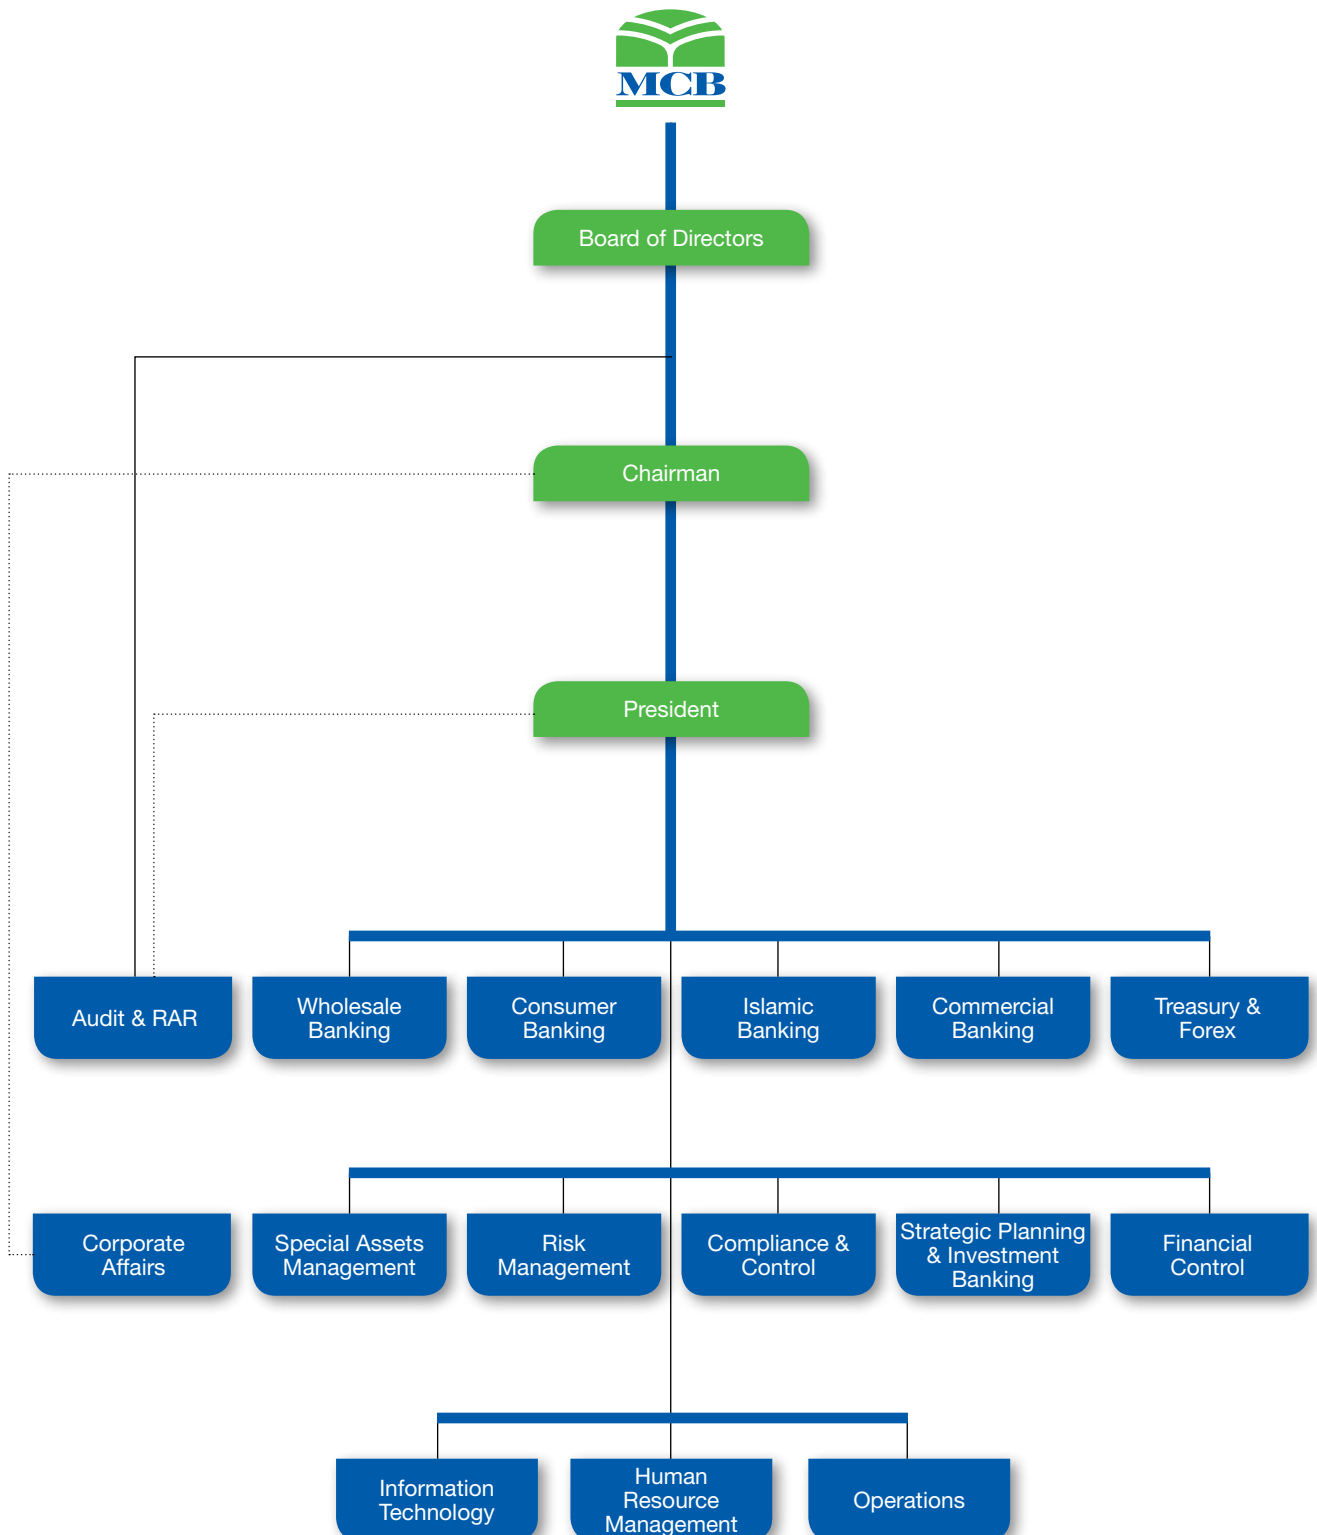 MCB
Board of Directors
Chairman
President
Audit & RAR
Wholesale
Banking
Consumer
Banking
Islamic
Banking
Commercial
Banking
Treasury &
Forex
Corporate
Affairs
Special Assets
Management
Risk
Management
Compliance &
Control
Strategic Planning
& Investment
Banking
Financial
Control
Information
Technology
Human
Resource
Management
Operations